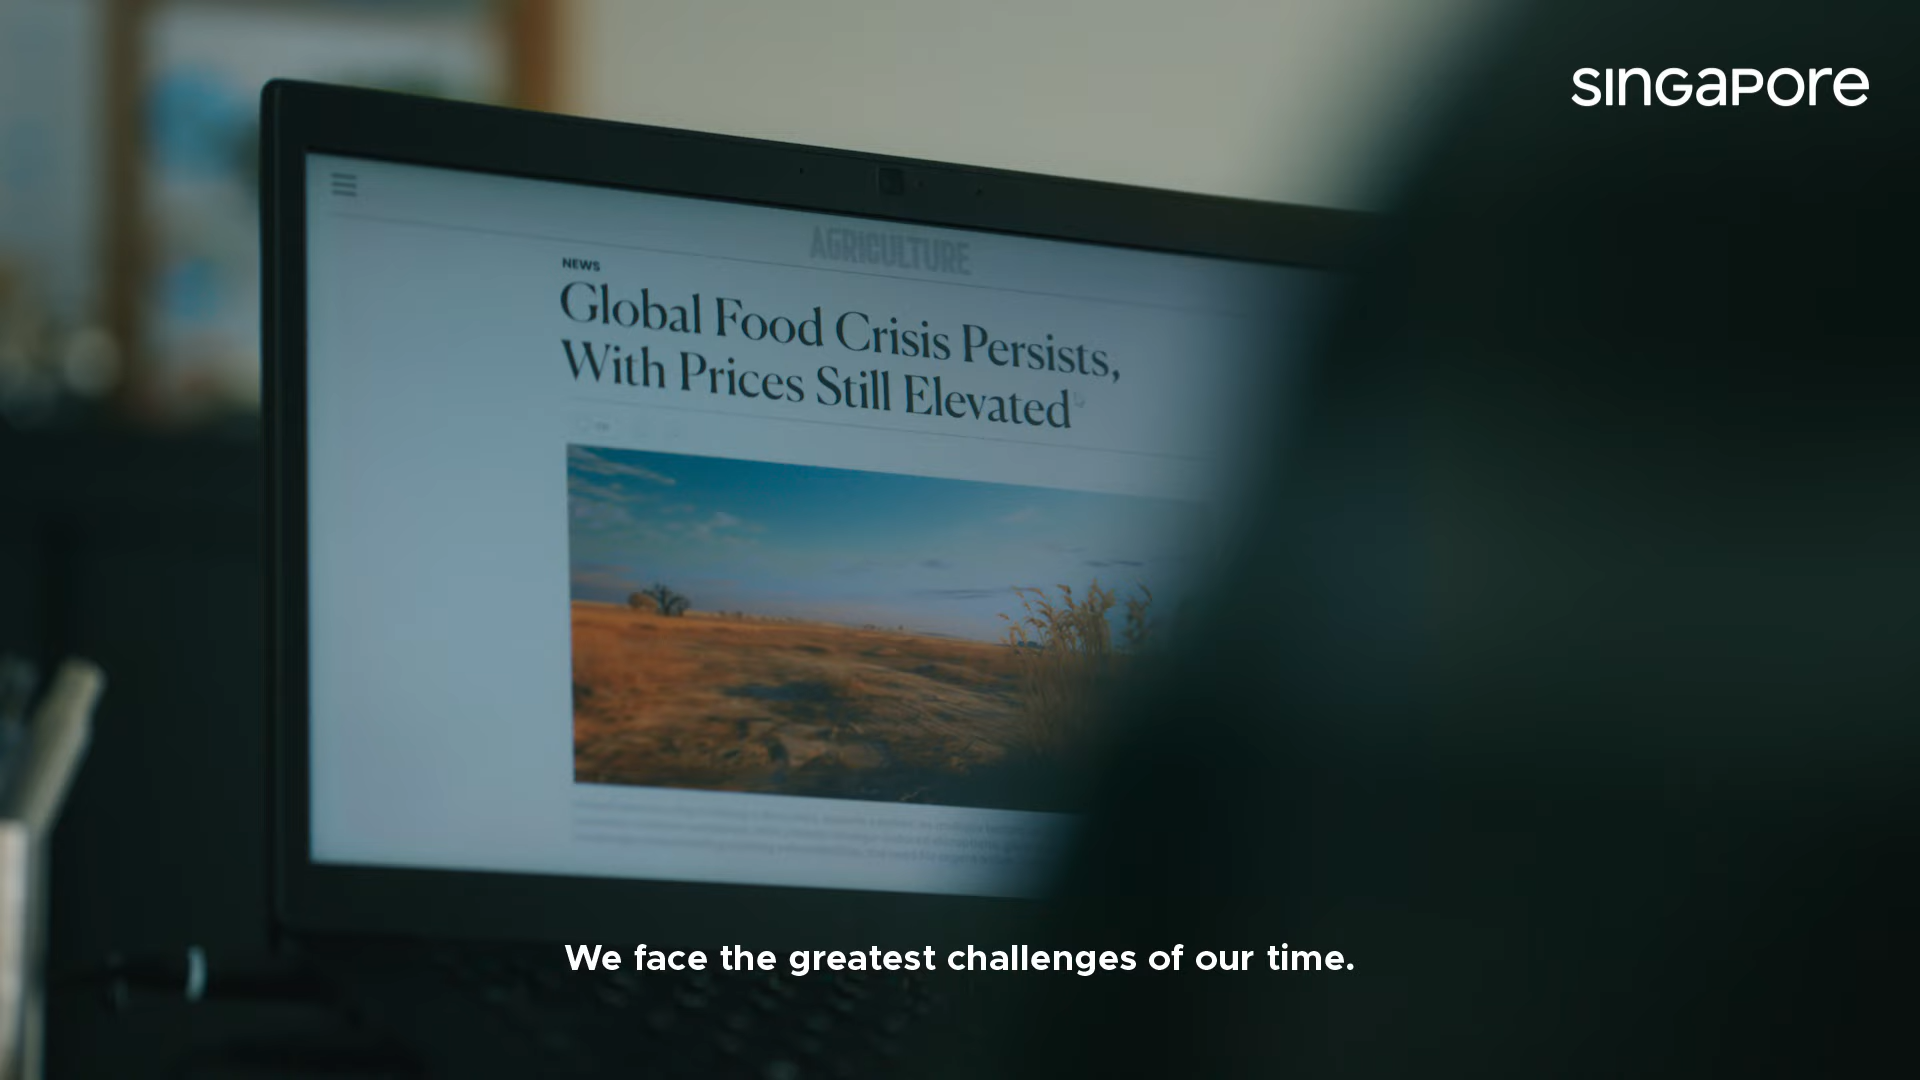 SINGAPORE
AGRICULTURE
NEWS
Global Food Crisis Persists,
With Prices Still Elevated
We face the greatest challenges of our time.